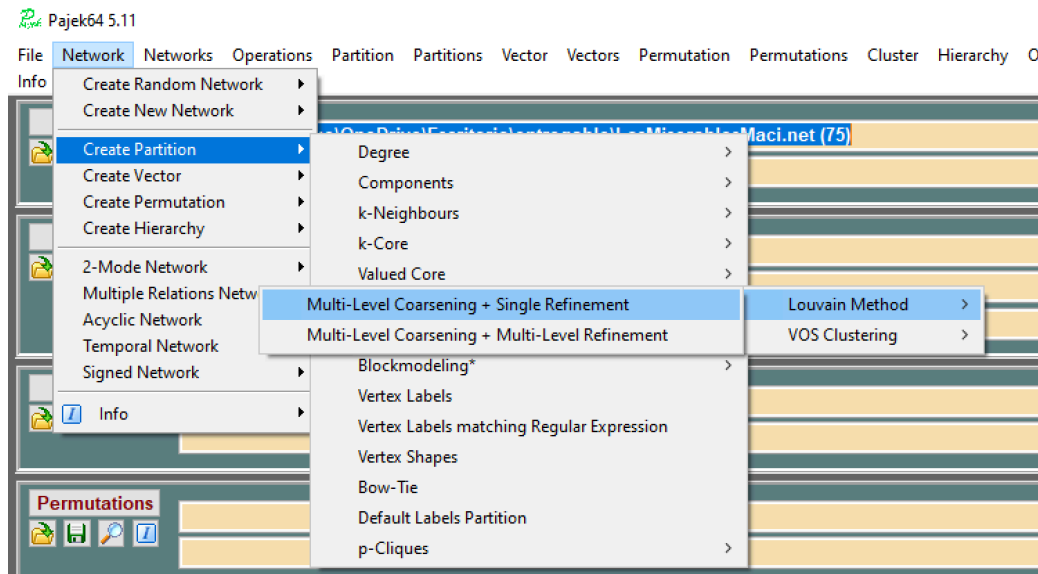 Pajek64 5.11
File Network Networks Operations Partition Partitions Vector Vectors Permutation Permutations Cluster Hierarchy
Info
Create Random Network
Create New Network
Create Partition
Create Vector
Create Permutation
Create Hierarchy
2-Mode Network
Multiple Relations Netw
Acyclic Network
Temporal Network
Signed Network
Info
Maci.net (75)
Degree
Components
k-Neighbours
k-Core
Valued Core
Multi-Level Coarsening + Single Refinement
Multi-Level Coarsening + Multi-Level Refinement
Louvain Method
VOS Clustering
Blockmodeling*
Vertex Labels
Vertex Labels matching Regular Expression
Vertex Shapes
Bow-Tie
Default Labels Partition
p-Cliques
Permutations